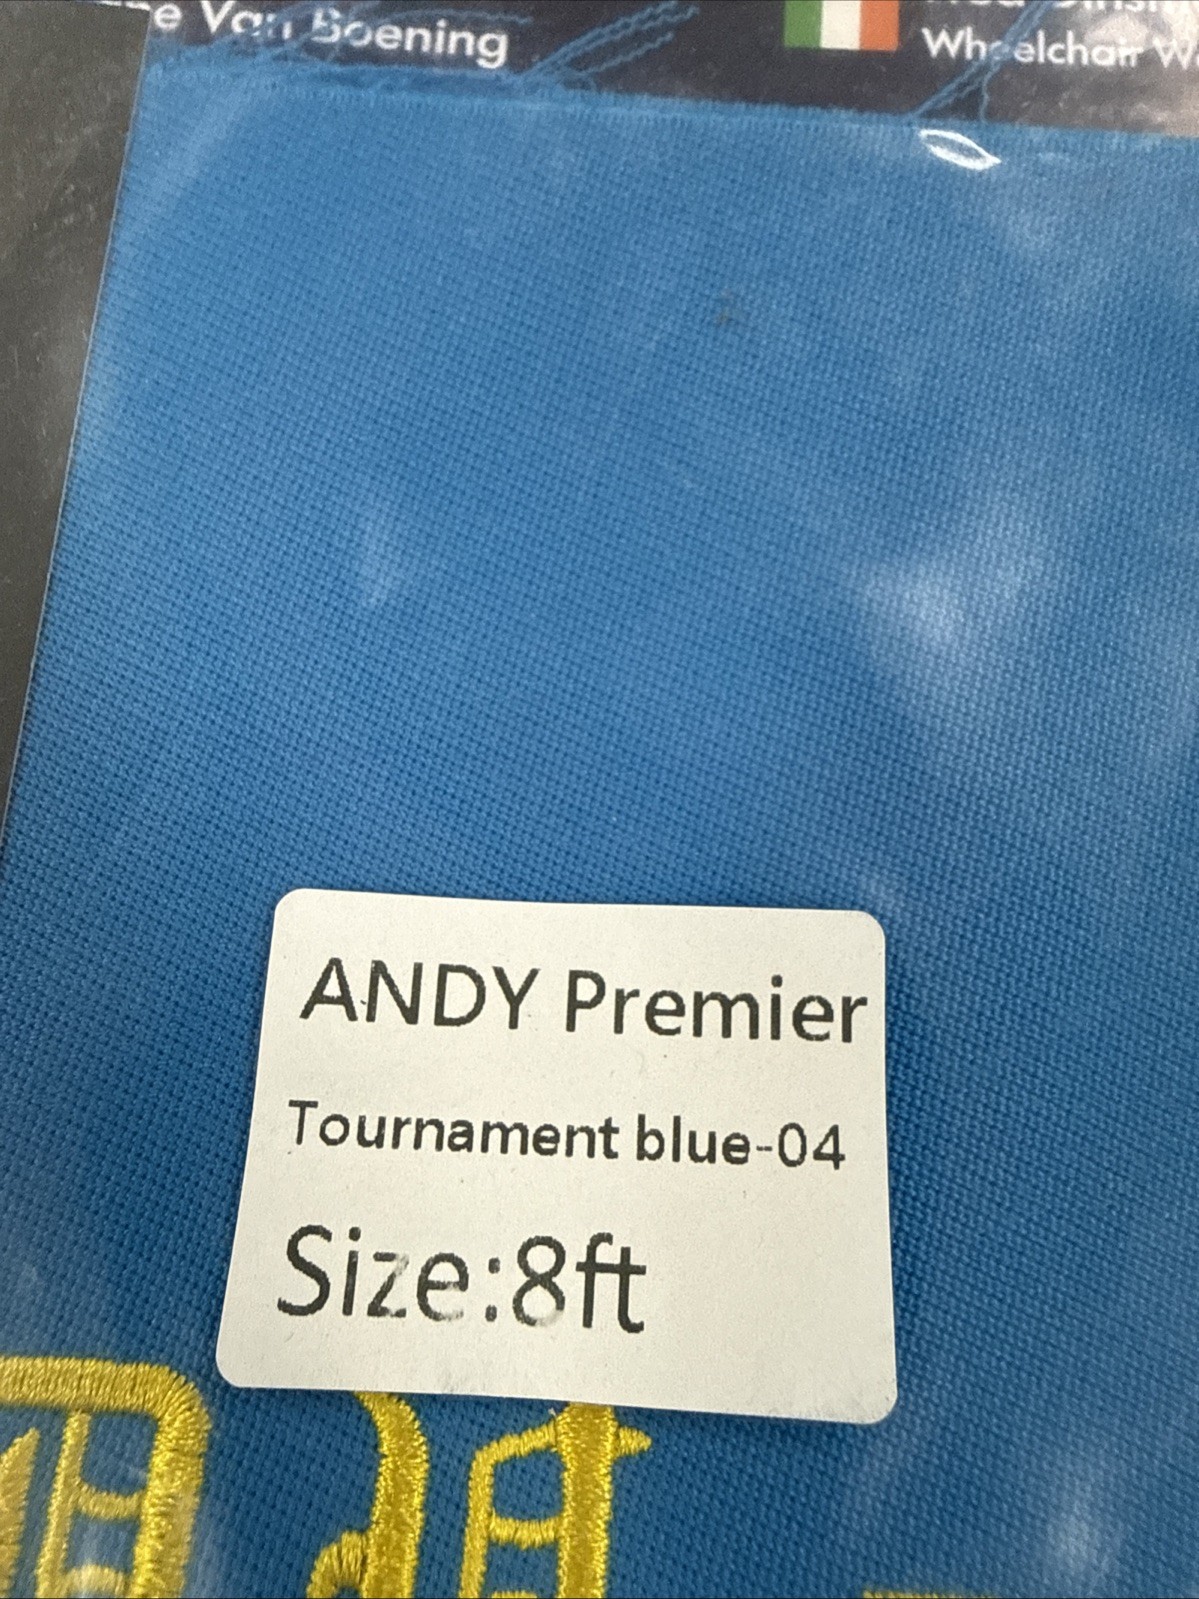 Van Boening
Wheelchair
ANDY Premier
Tournament blue-04
Size:8ft